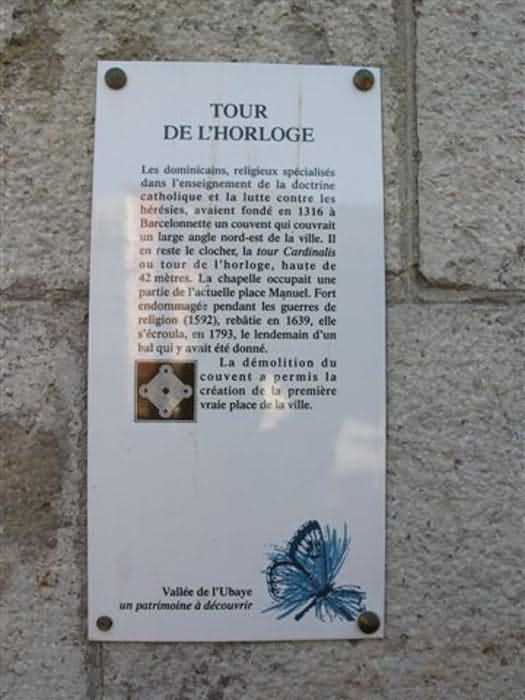 TOUR
DE L'HORLOGE
Les dominicains, religieux spécialisés
dans l'enseignement de la doctrine
catholique et la lutte contre les
hérésies, avaient fondé en 1316 à
Barcelonnette un couvent qui couvrait
un large angle nord-est de la ville. Il
en reste le clocher, la tour Cardinalis
ou tour de l'horloge, haute de
42 mètres. La chapelle occupait une
partie de l'actuelle place Manuel. Fort
endommagée pendant les guerres de
religion (1592), rebâtie en 1639, elle
s'écroula, en 1793, le lendemain d'un
bal qui y avait été donné.
La démolition du
couvent a permis la
création de la première
vraie place de la ville.
Vallée de l'Ubaye
un patrimoine à découvrir